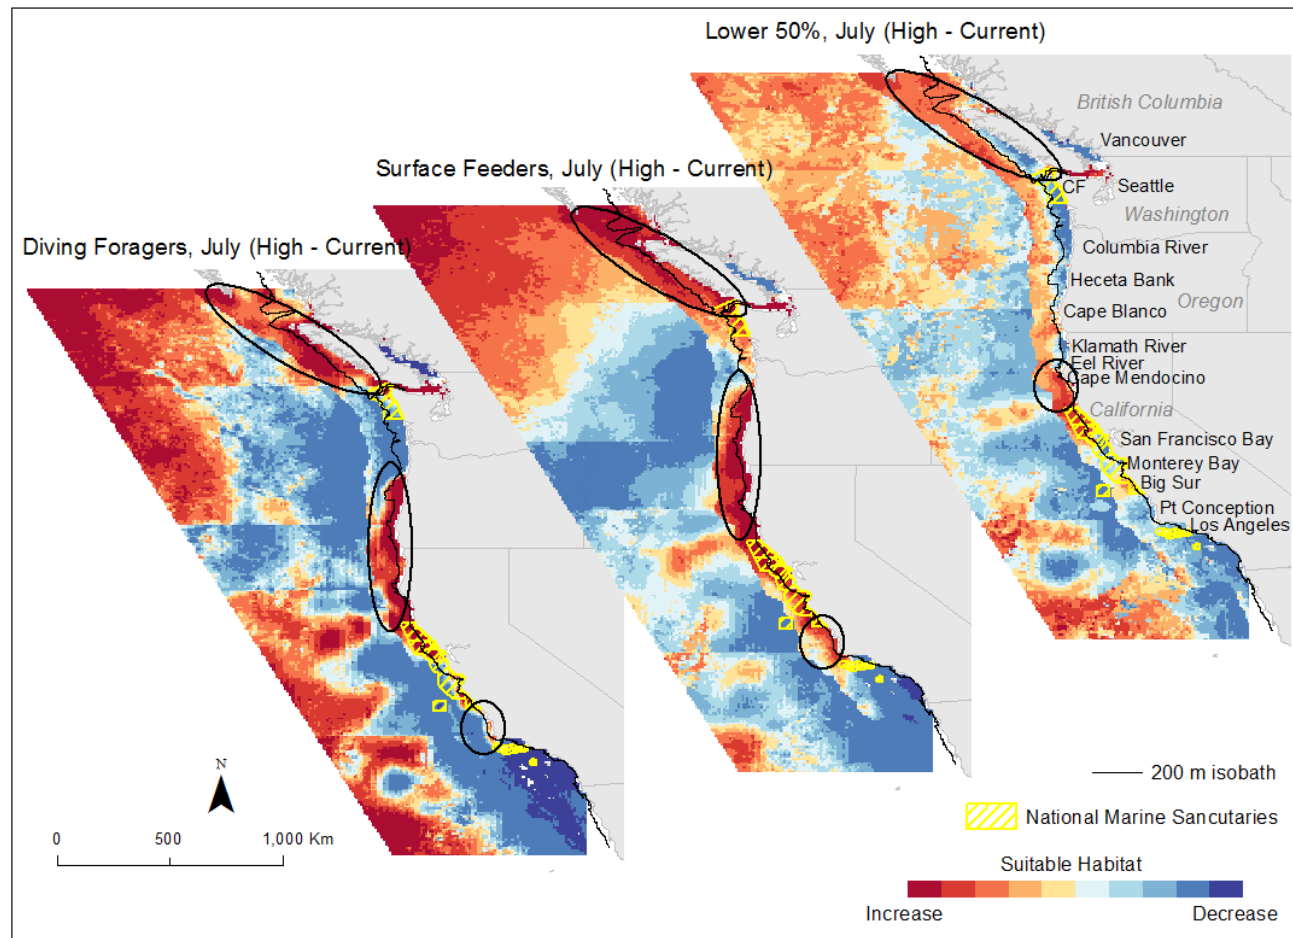 Lower 50%, July (High - Current)
British Columbia
Vancouver
Surface Feeders, July (High - Current)
CF
Seattle
Washington
Diving Foragers, July (High - Current)
Columbia River
Heceta Bank
Oregon
Cape Blanco
Klamath River
Eel River
Cape Mendocino
California
San Francisco Bay
Monterey Bay
Big Sur
Pt Conception
Los Angeles
N
200 m isobath
National Marine Sancutaries
0 500 1,000 Km
Suitable Habitat
Increase Decrease